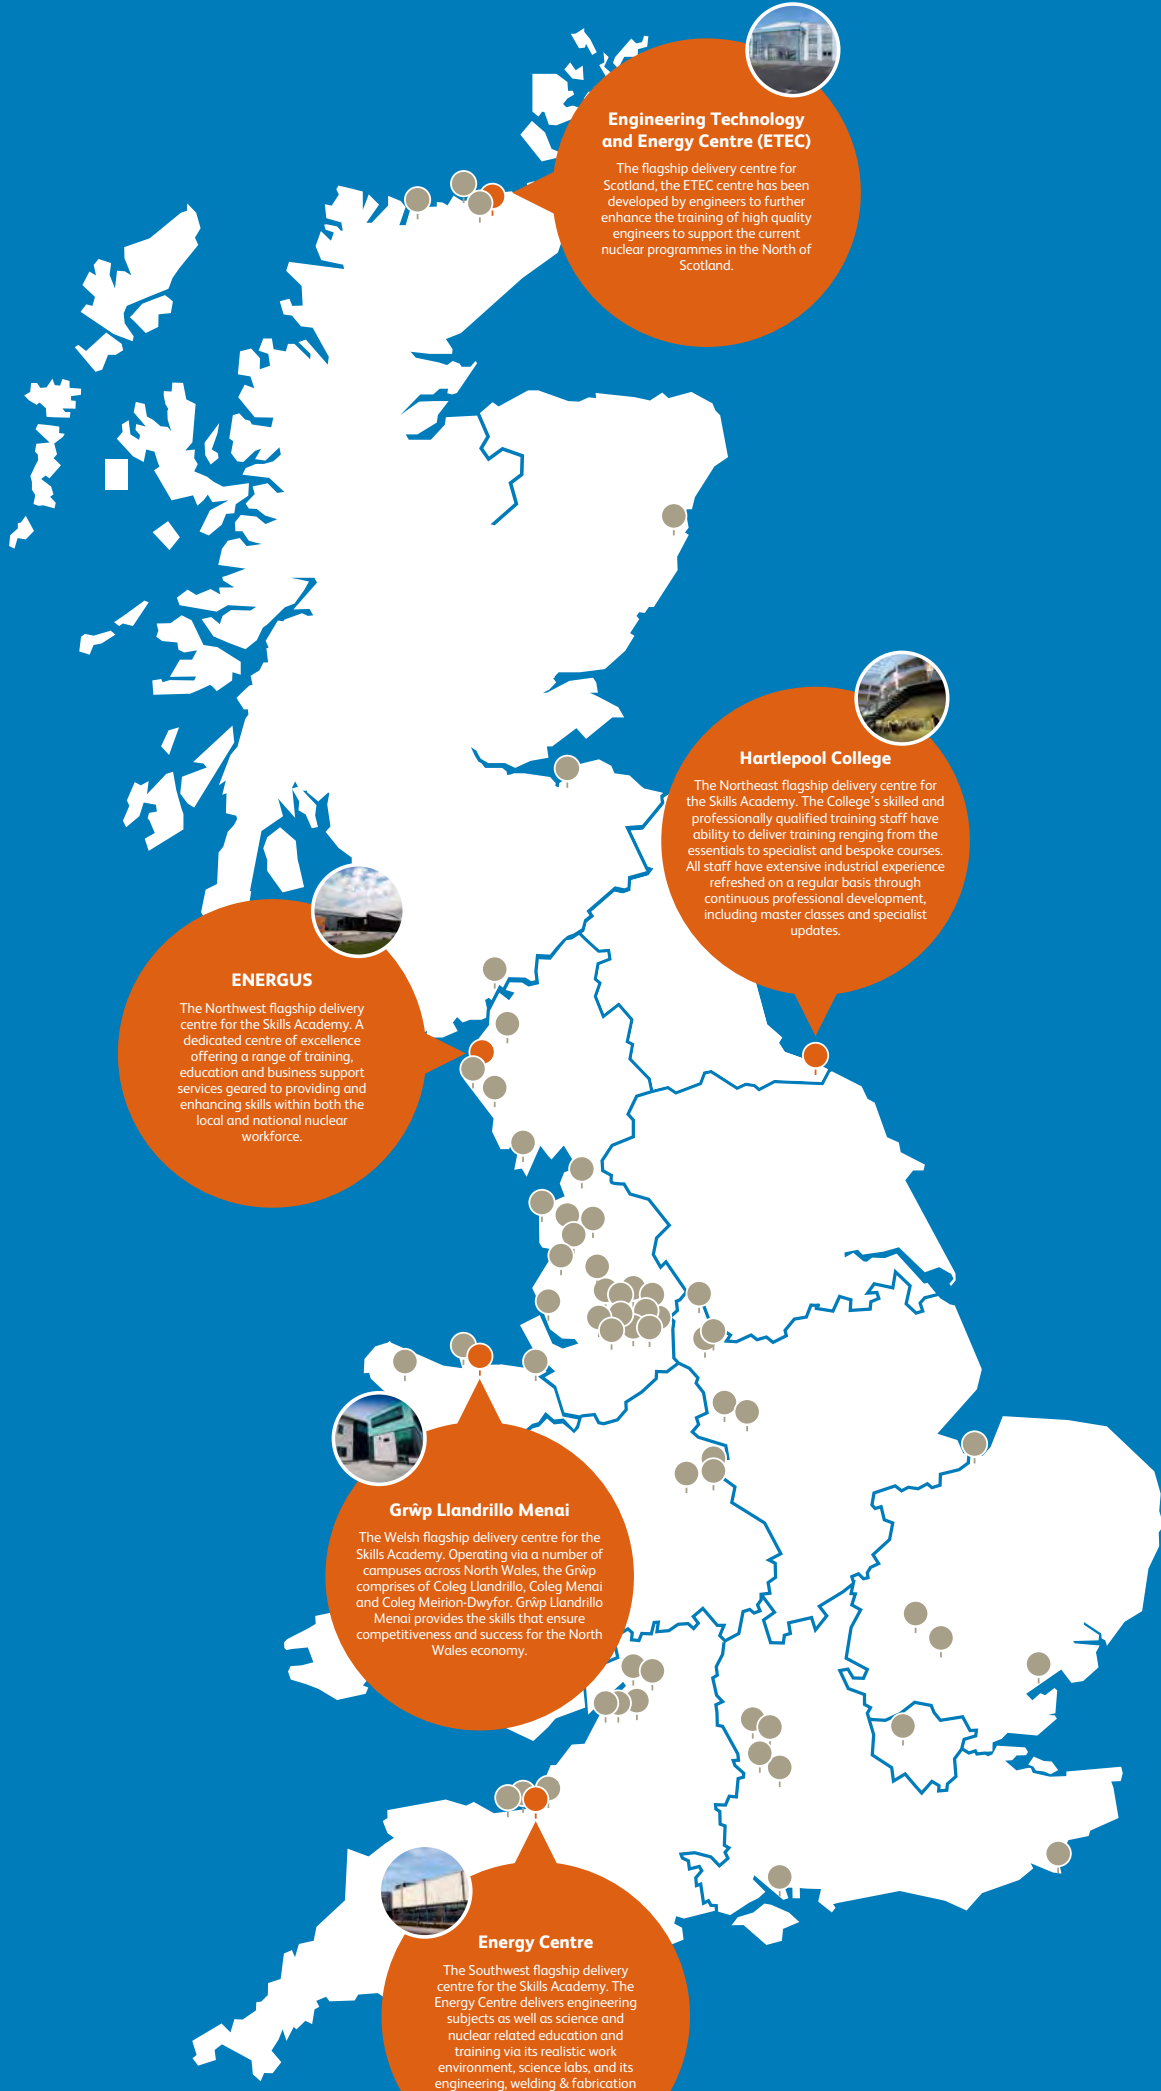 Engineering Technology
and Energy Centre (ETEC)
The flagship delivery centre for
Scotland, the ETEC centre has been
developed by engineers to further
enhance the training of high quality
engineers to support the current
nuclear programmes in the North of
Scotland.
Hartlepool College
The Northeast flagship delivery centre for
the Skills Academy. The College's skilled and
professionally qualified training staff have
ability to deliver training renging from the
essentials to specialist and bespoke courses.
All staff have extensive industrial experience
refreshed on a regular basis through
continuous professional development,
including master classes and specialist
updates.
ENERGUS
The Northwest flagship delivery
centre for the Skills Academy. A
dedicated centre of excellence
offering a range of training,
education and business support
services geared to providing and
enhancing skills within both the
local and national nuclear
workforce.
Grŵp Llandrillo Menai
The Welsh flagship delivery centre for the
Skills Academy. Operating via a number of
campuses across North Wales, the Grŵp
comprises of Coleg Llandrillo, Coleg Menai
and Coleg Meirion-Dwyfor. Grŵp Llandrillo
Menai provides the skills that ensure
competitiveness and success for the North
Wales economy.
Energy Centre
The Southwest flagship delivery
centre for the Skills Academy. The
Energy Centre delivers engineering
subjects as well as science and
nuclear related education and
training via its realistic work
environment, science labs, and its
engineering, welding & fabrication